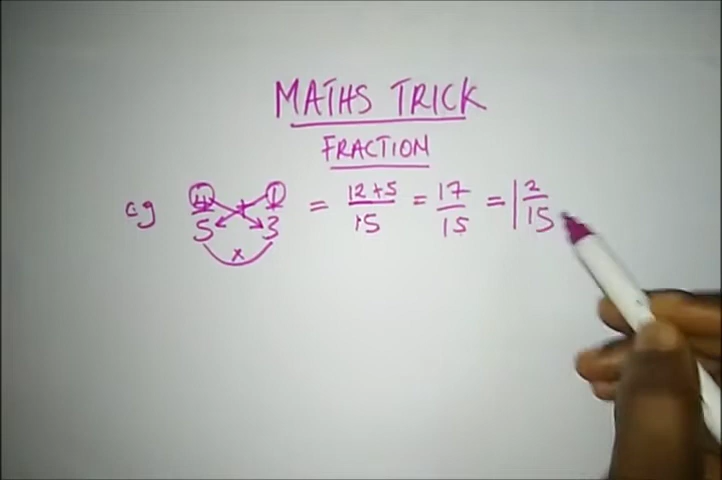 MATHS TRICK
FRACTION
eg 4/5 + 1/3 = 12+5/15 = 17/15 = 1 2/15
x